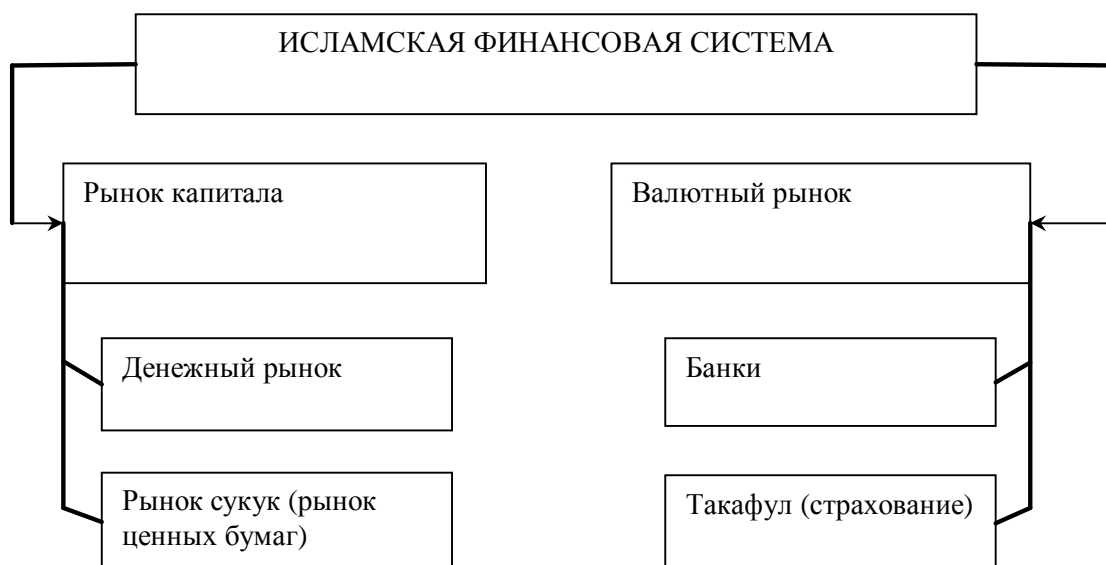 ИСЛАМСКАЯ ФИНАНСОВАЯ СИСТЕМА
Рынок капитала
Валютный рынок
Денежный рынок
Банки
Рынок сукук (рынок
ценных бумаг)
Такафул (страхование)